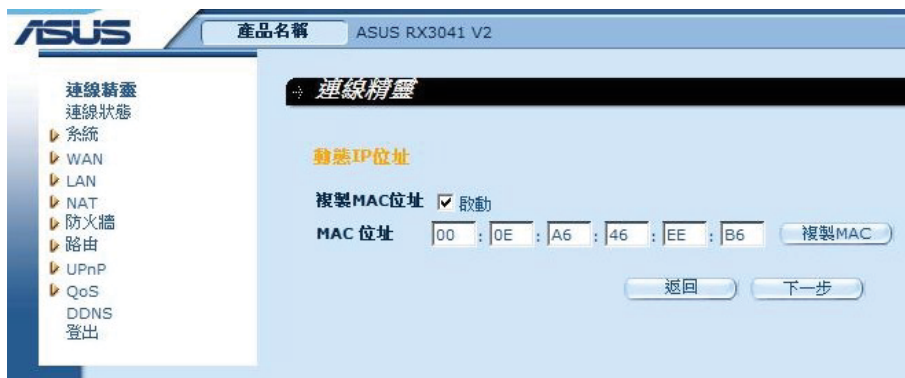 ASUS
產品名稱 ASUS RX3041 V2
連線精靈
連線狀態
系統
WAN
LAN
NAT
防火牆
路由
UPnP
QoS
DDNS
登出
連線精靈
動態IP位址
複製MAC位址 啟動
MAC 位址 00 : 0E : A6 : 46 : EE : B6 複製MAC
返回 下一步